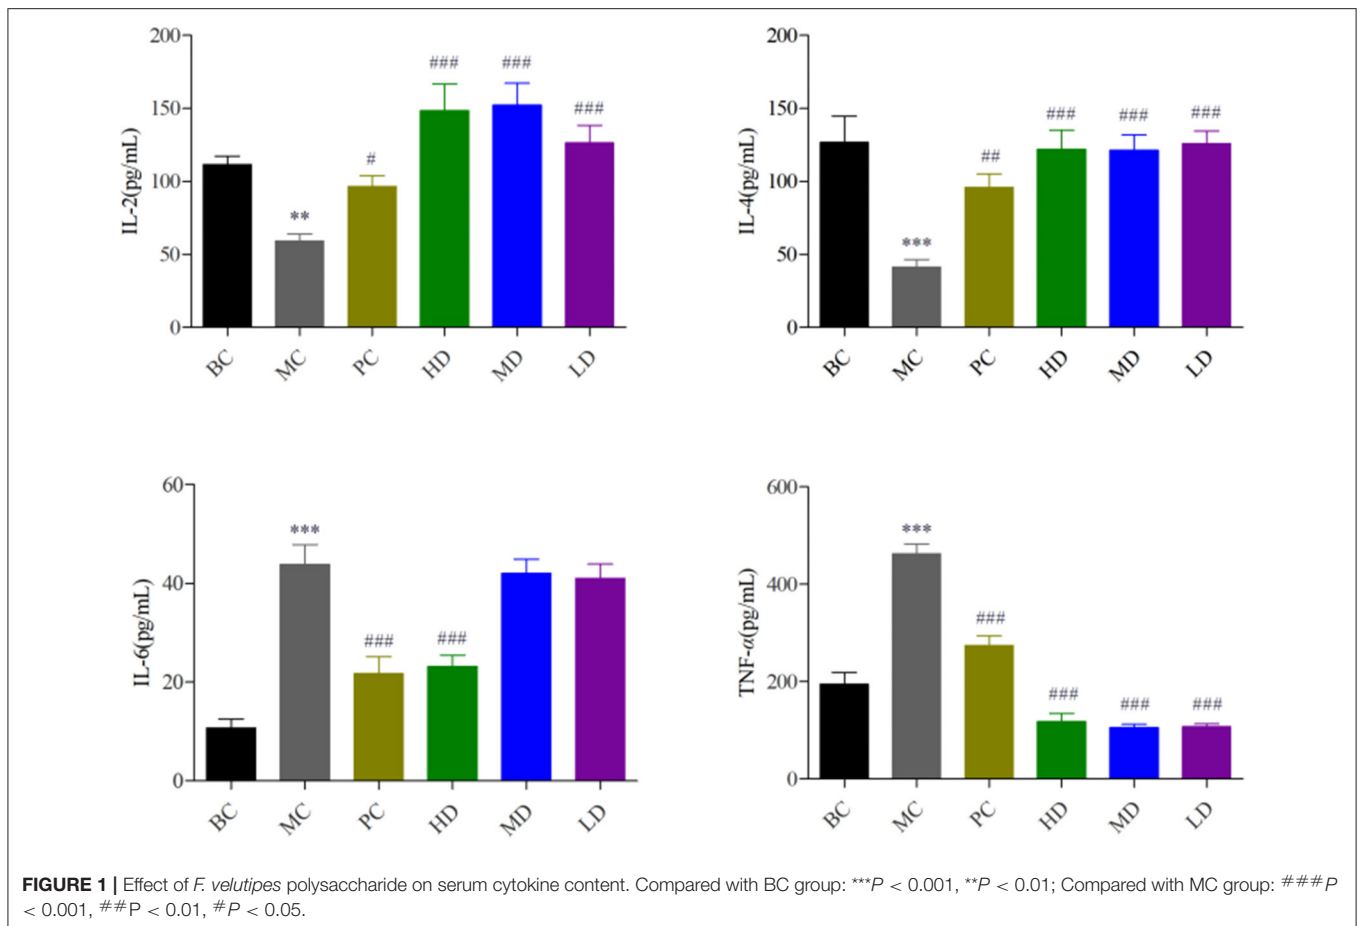 200
150
100
50
0
IL-2(pg/mL)
**
#
###
###
###
BC
MC
PC
HD
MD
LD
200
150
100
50
0
IL-4(pg/mL)
***
##
###
###
###
BC
MC
PC
HD
MD
LD
60
40
20
0
IL-6(pg/mL)
***
###
###
BC
MC
PC
HD
MD
LD
600
400
200
0
TNF-α(pg/mL)
***
###
###
###
###
BC
MC
PC
HD
MD
LD
FIGURE 1 | Effect of F. velutipes polysaccharide on serum cytokine content. Compared with BC group: ***P < 0.001, **P < 0.01; Compared with MC group: ###P
< 0.001, ##P < 0.01, #P < 0.05.